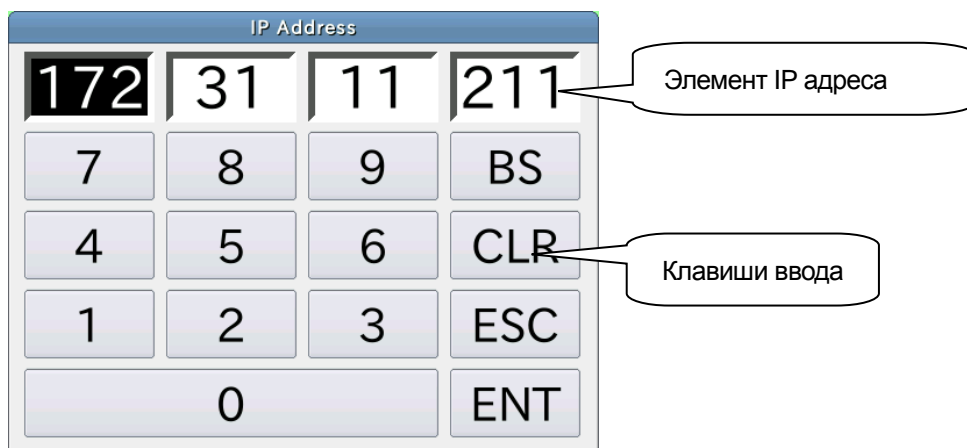 IP Address
172 31 11 211
Элемент IP адреса
7 8 9 BS
4 5 6 CLR
Клавиши ввода
1 2 3 ESC
0 ENT